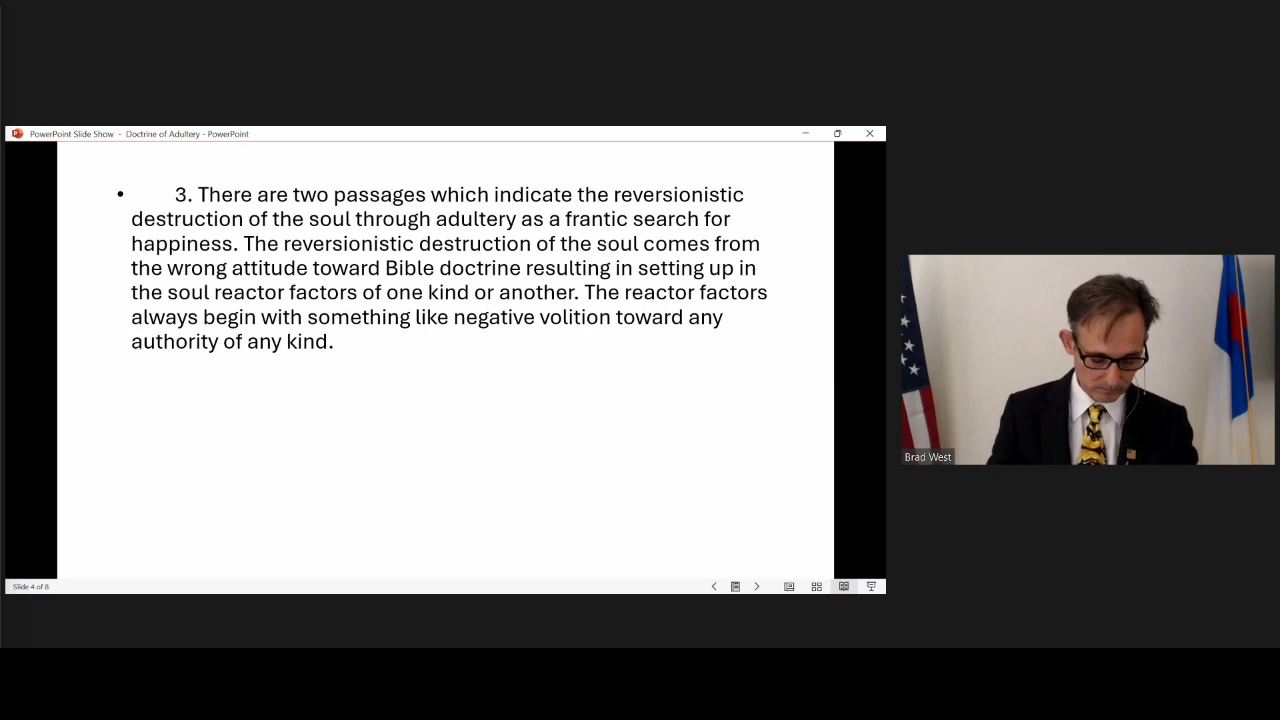 PowerPoint Slide Show - Doctrine of Adultery - PowerPoint
• 3. There are two passages which indicate the reversionistic
destruction of the soul through adultery as a frantic search for
happiness. The reversionistic destruction of the soul comes from
the wrong attitude toward Bible doctrine resulting in setting up in
the soul reactor factors of one kind or another. The reactor factors
always begin with something like negative volition toward any
authority of any kind.
Brad West
Slide 4 of 8